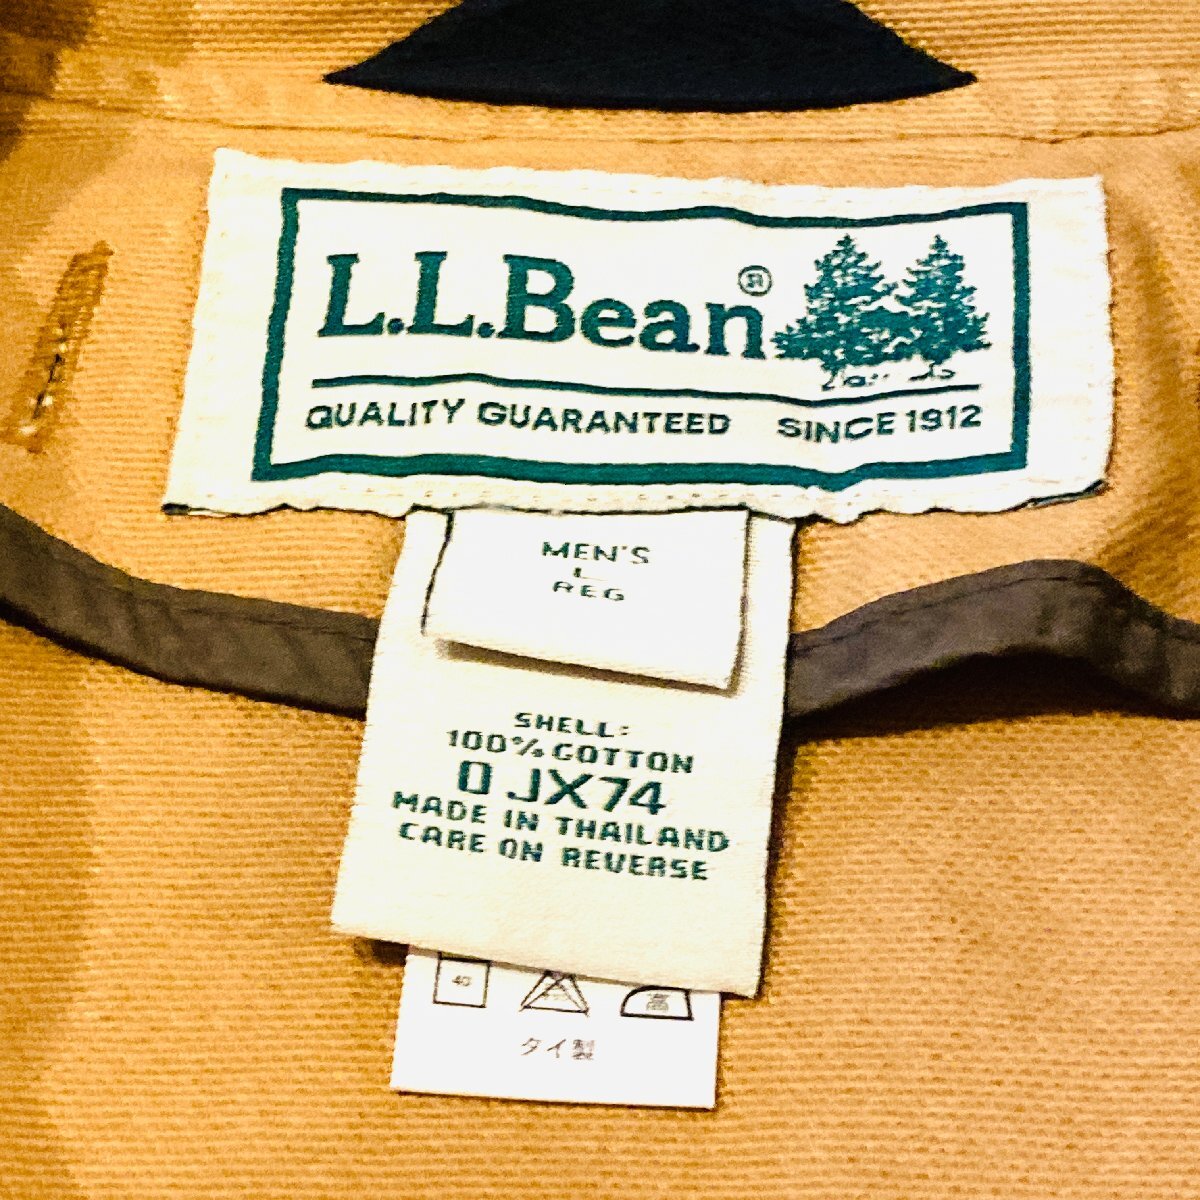 L.L.Bean®
QUALITY GUARANTEED SINCE 1912
MEN'S
L
REG
SHELL:
100% COTTON
0 JX74
MADE IN THAILAND
CARE ON REVERSE
40 高
タイ製